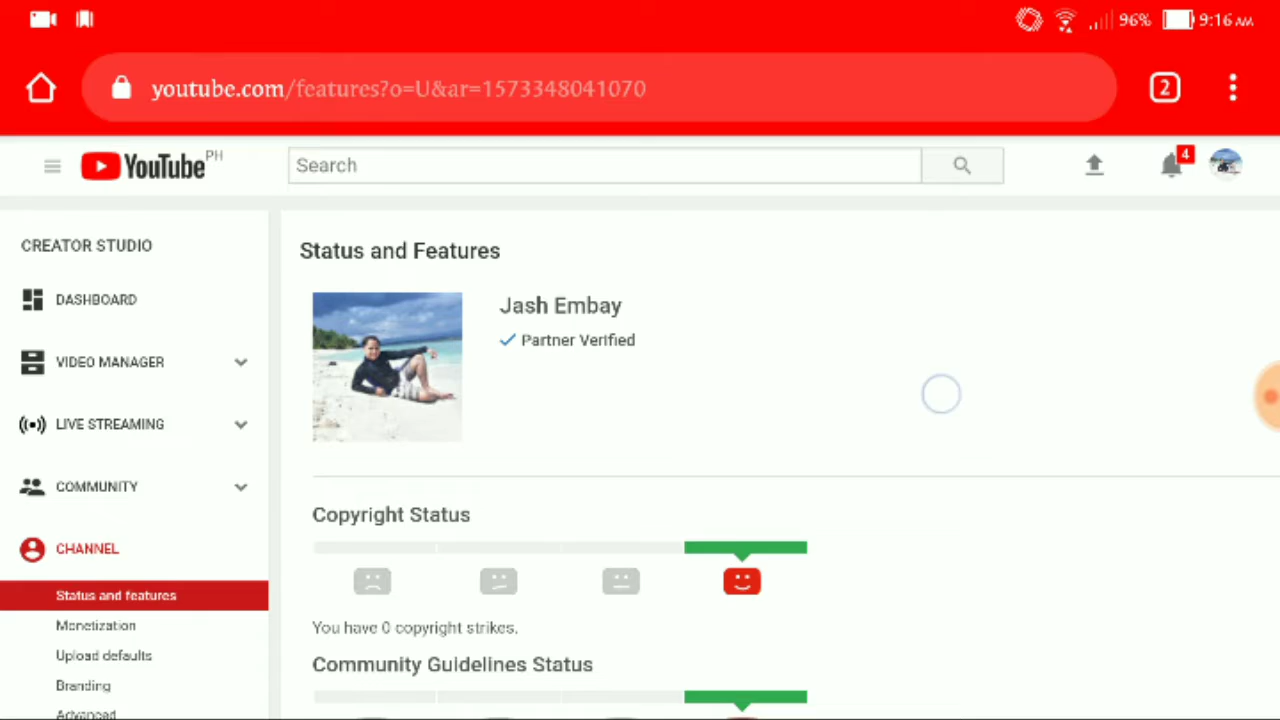 96% 9:16 AM
youtube.com/features?o=U&ar=1573348041070
2
YouTube PH
Search
4
CREATOR STUDIO
DASHBOARD
VIDEO MANAGER
LIVE STREAMING
COMMUNITY
CHANNEL
Status and features
Monetization
Upload defaults
Branding
Advanced
Status and Features
Jash Embay
Partner Verified
Copyright Status
You have 0 copyright strikes.
Community Guidelines Status